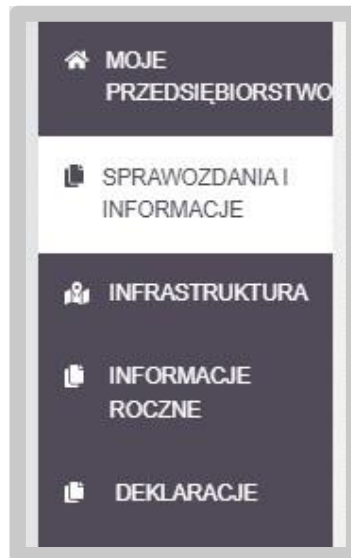 MOJE
PRZEDSIĘBIORSTWO
SPRAWOZDANIA I
INFORMACJE
INFRASTRUKTURA
INFORMACJE
ROCZNE
DEKLARACJE